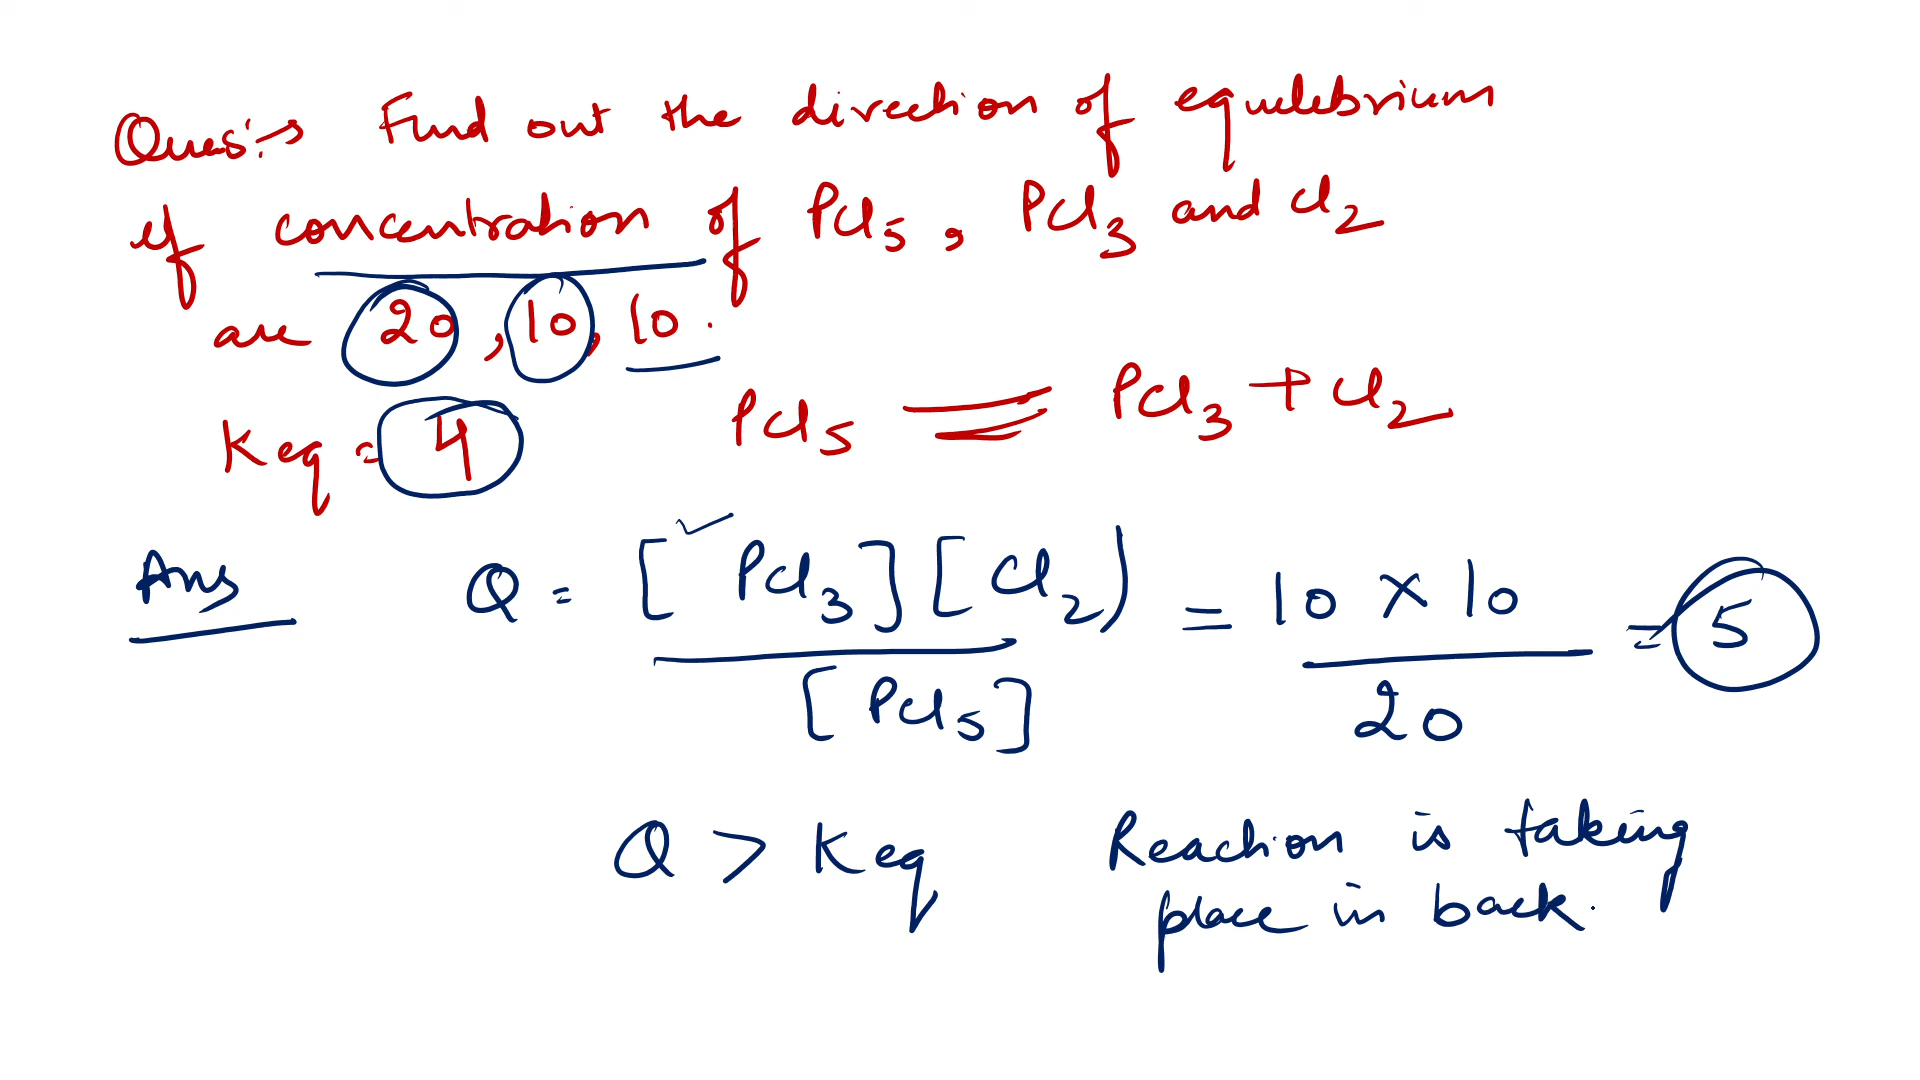 Ques:→ Find out the direction of equilibrium
if concentration of PCl5, PCl3 and Cl2
are 20, 10, 10.
Keq = 4 PCl5 ⇌ PCl3 + Cl2
Ans Q = [PCl3][Cl2) / [PCl5] = 10 × 10 / 20 = 5
Q > Keq Reaction is taking
place in back.